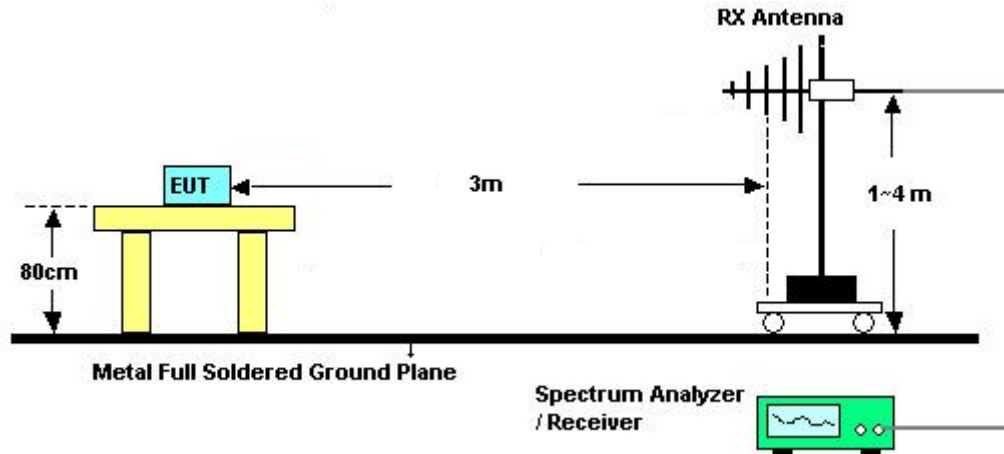 RX Antenna
EUT
3m
1~4 m
80cm
Metal Full Soldered Ground Plane
Spectrum Analyzer
/ Receiver